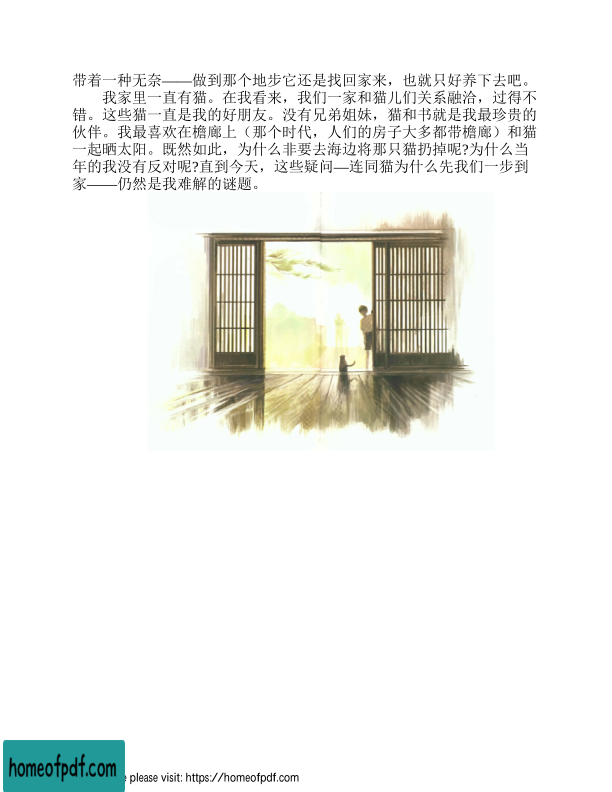 带着一种无奈——做到那个地步它还是找回家来，也就只好养下去吧。
我家里一直有猫。在我看来，我们一家和猫儿们关系融洽，过得不
错。这些猫一直是我的好朋友。没有兄弟姐妹，猫和书就是我最珍贵的
伙伴。我最喜欢在檐廊上（那个时代，人们的房子大多都带檐廊）和猫
一起晒太阳。既然如此，为什么非要去海边将那只猫扔掉呢?为什么当
年的我没有反对呢?直到今天，这些疑问—连同猫为什么先我们一步到
家——仍然是我难解的谜题。
homeofpdf.com
e please visit: https://homeofpdf.com